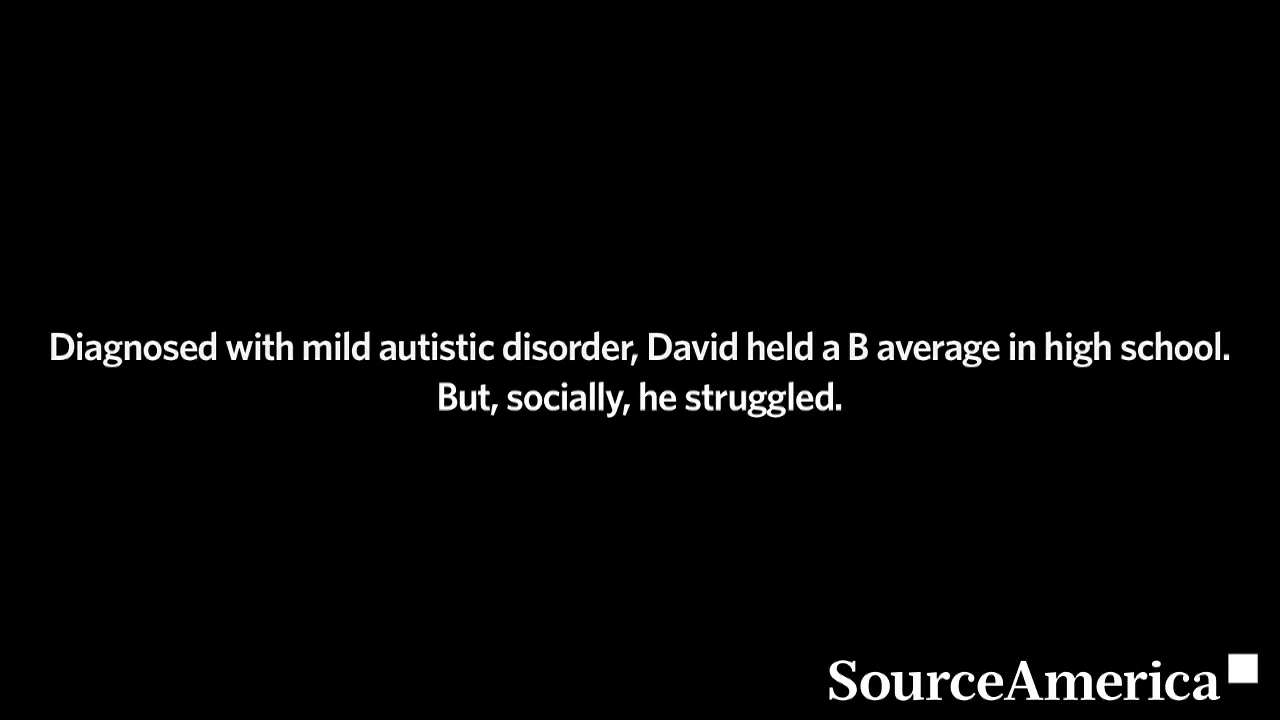 Diagnosed with mild autistic disorder, David held a B average in high school.
But, socially, he struggled.
SourceAmerica